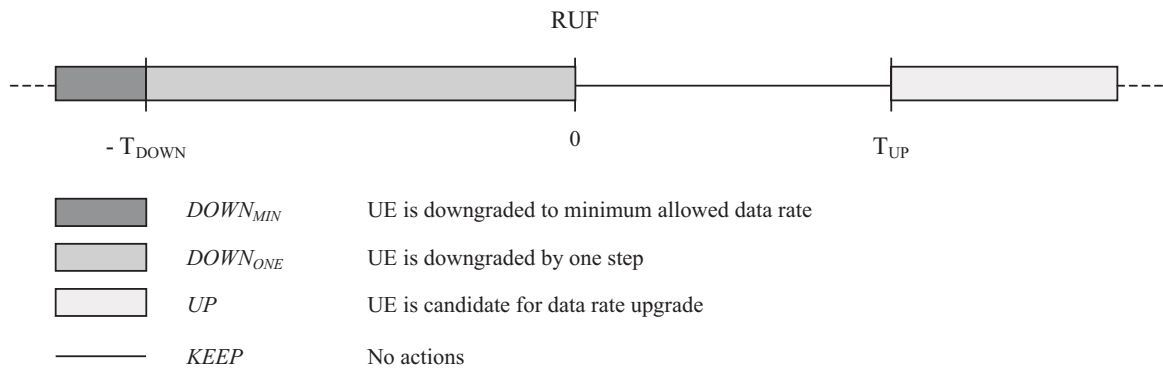 RUF
- T_DOWN 0 T_UP
DOWN_MIN UE is downgraded to minimum allowed data rate
DOWN_ONE UE is downgraded by one step
UP UE is candidate for data rate upgrade
KEEP No actions